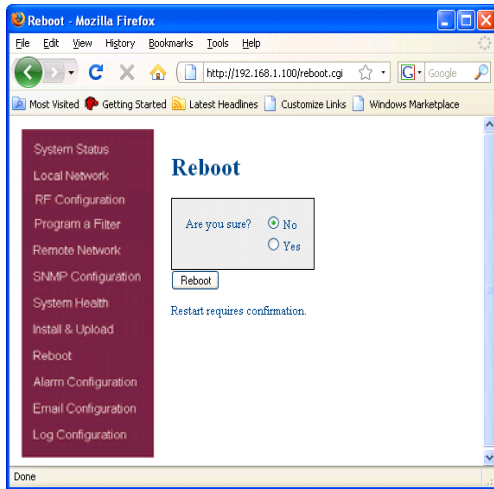 Reboot - Mozilla Firefox
File Edit View History Bookmarks Tools Help
http://192.168.1.100/reboot.cgi G Google
Most Visited Getting Started Latest Headlines Customize Links Windows Marketplace
System Status
Local Network
RF Configuration
Program a Filter
Remote Network
SNMP Configuration
System Health
Install & Upload
Reboot
Alarm Configuration
Email Configuration
Log Configuration
Reboot
Are you sure? No
Yes
Reboot
Restart requires confirmation.
Done